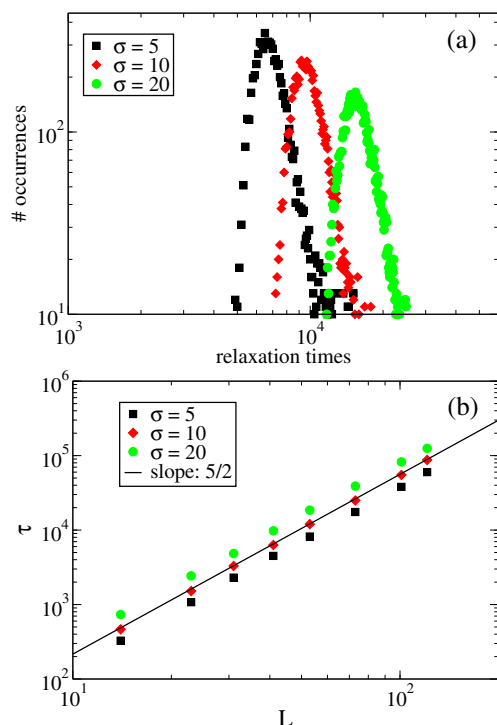 (a)
σ = 5
σ = 10
σ = 20
# occurrences
10^2
10^1
10^3
10^4
relaxation times
(b)
σ = 5
σ = 10
σ = 20
slope: 5/2
τ
10^6
10^5
10^4
10^3
10^2
10^1
10^2
L